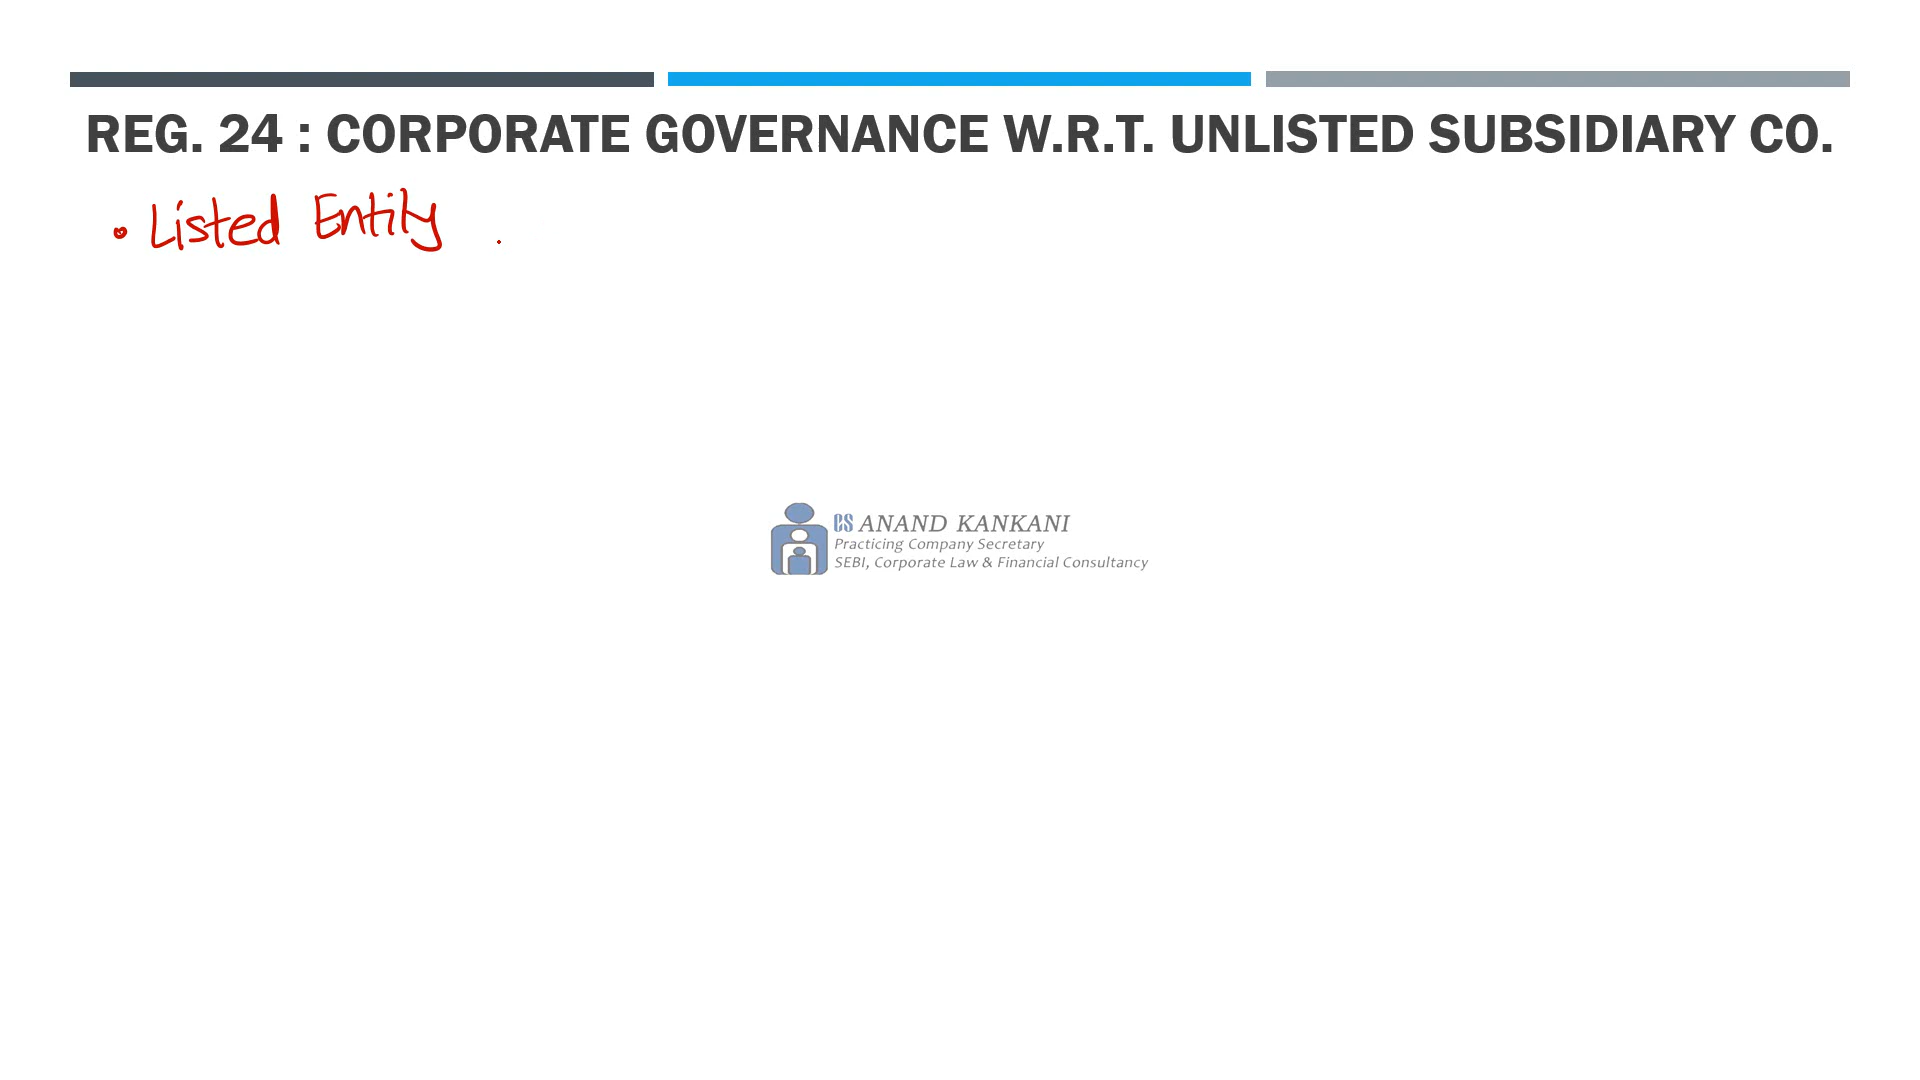 REG. 24 : CORPORATE GOVERNANCE W.R.T. UNLISTED SUBSIDIARY CO.
• Listed Entity .
CS ANAND KANKANI
Practicing Company Secretary
SEBI, Corporate Law & Financial Consultancy